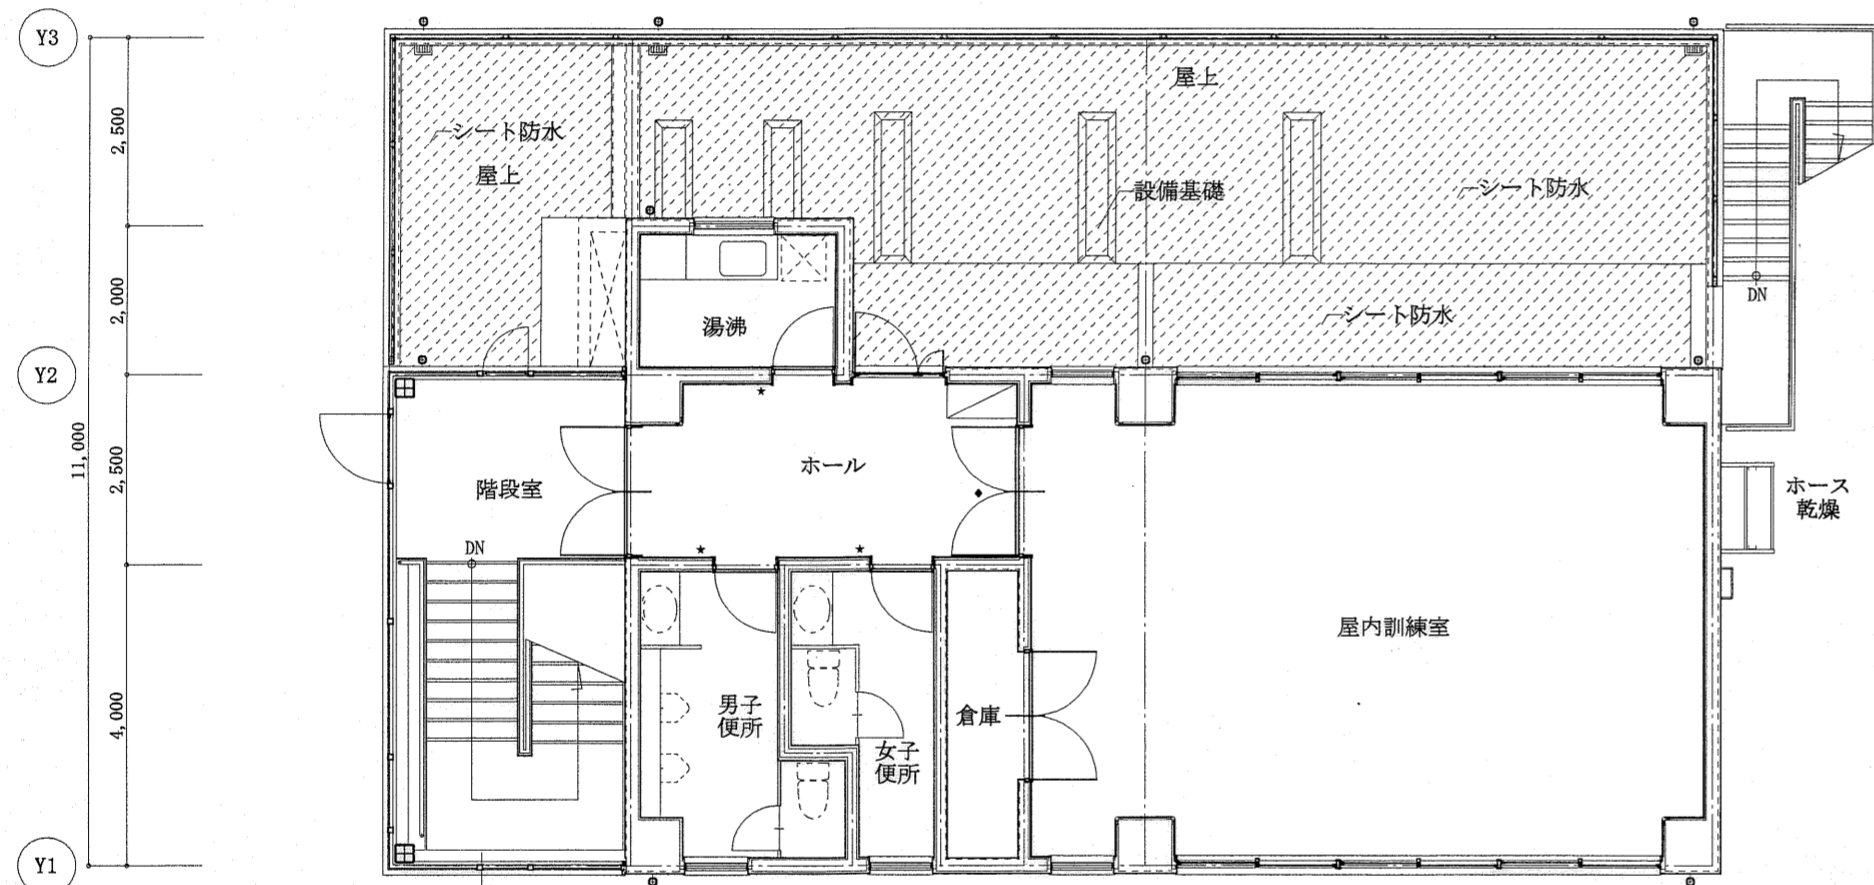 Y3
屋上
2,500
シート防水
屋上
設備基礎
シート防水
2,000
湯沸
シート防水
DN
Y2
11,000
2,500
階段室
ホール
ホース
乾燥
DN
屋内訓練室
4,000
男子
便所
倉庫
女子
便所
Y1